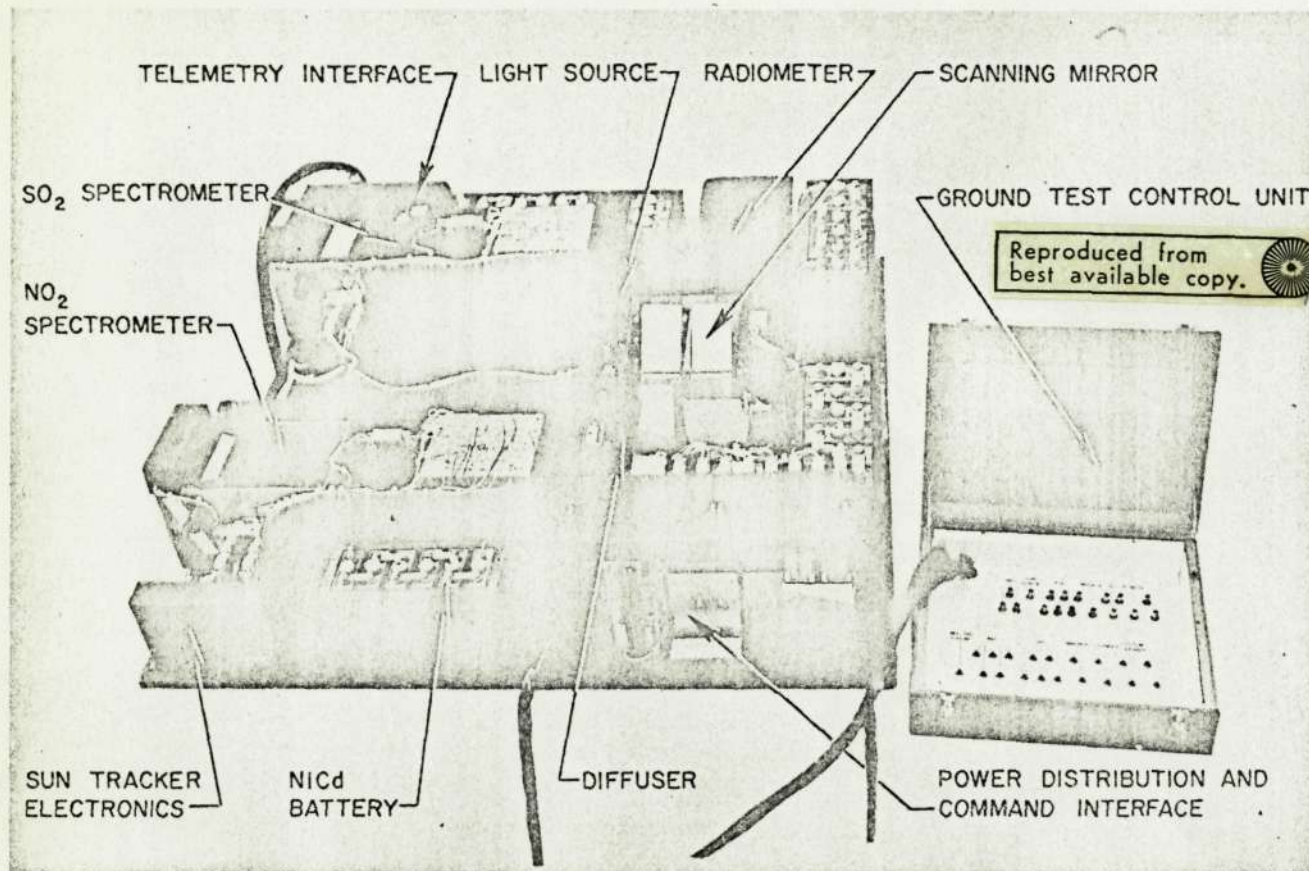 TELEMETRY INTERFACE
LIGHT SOURCE
RADIOMETER
SCANNING MIRROR
SO₂ SPECTROMETER
GROUND TEST CONTROL UNIT
Reproduced from
best available copy.
NO₂
SPECTROMETER
SUN TRACKER
ELECTRONICS
NiCd
BATTERY
DIFFUSER
POWER DISTRIBUTION AND
COMMAND INTERFACE